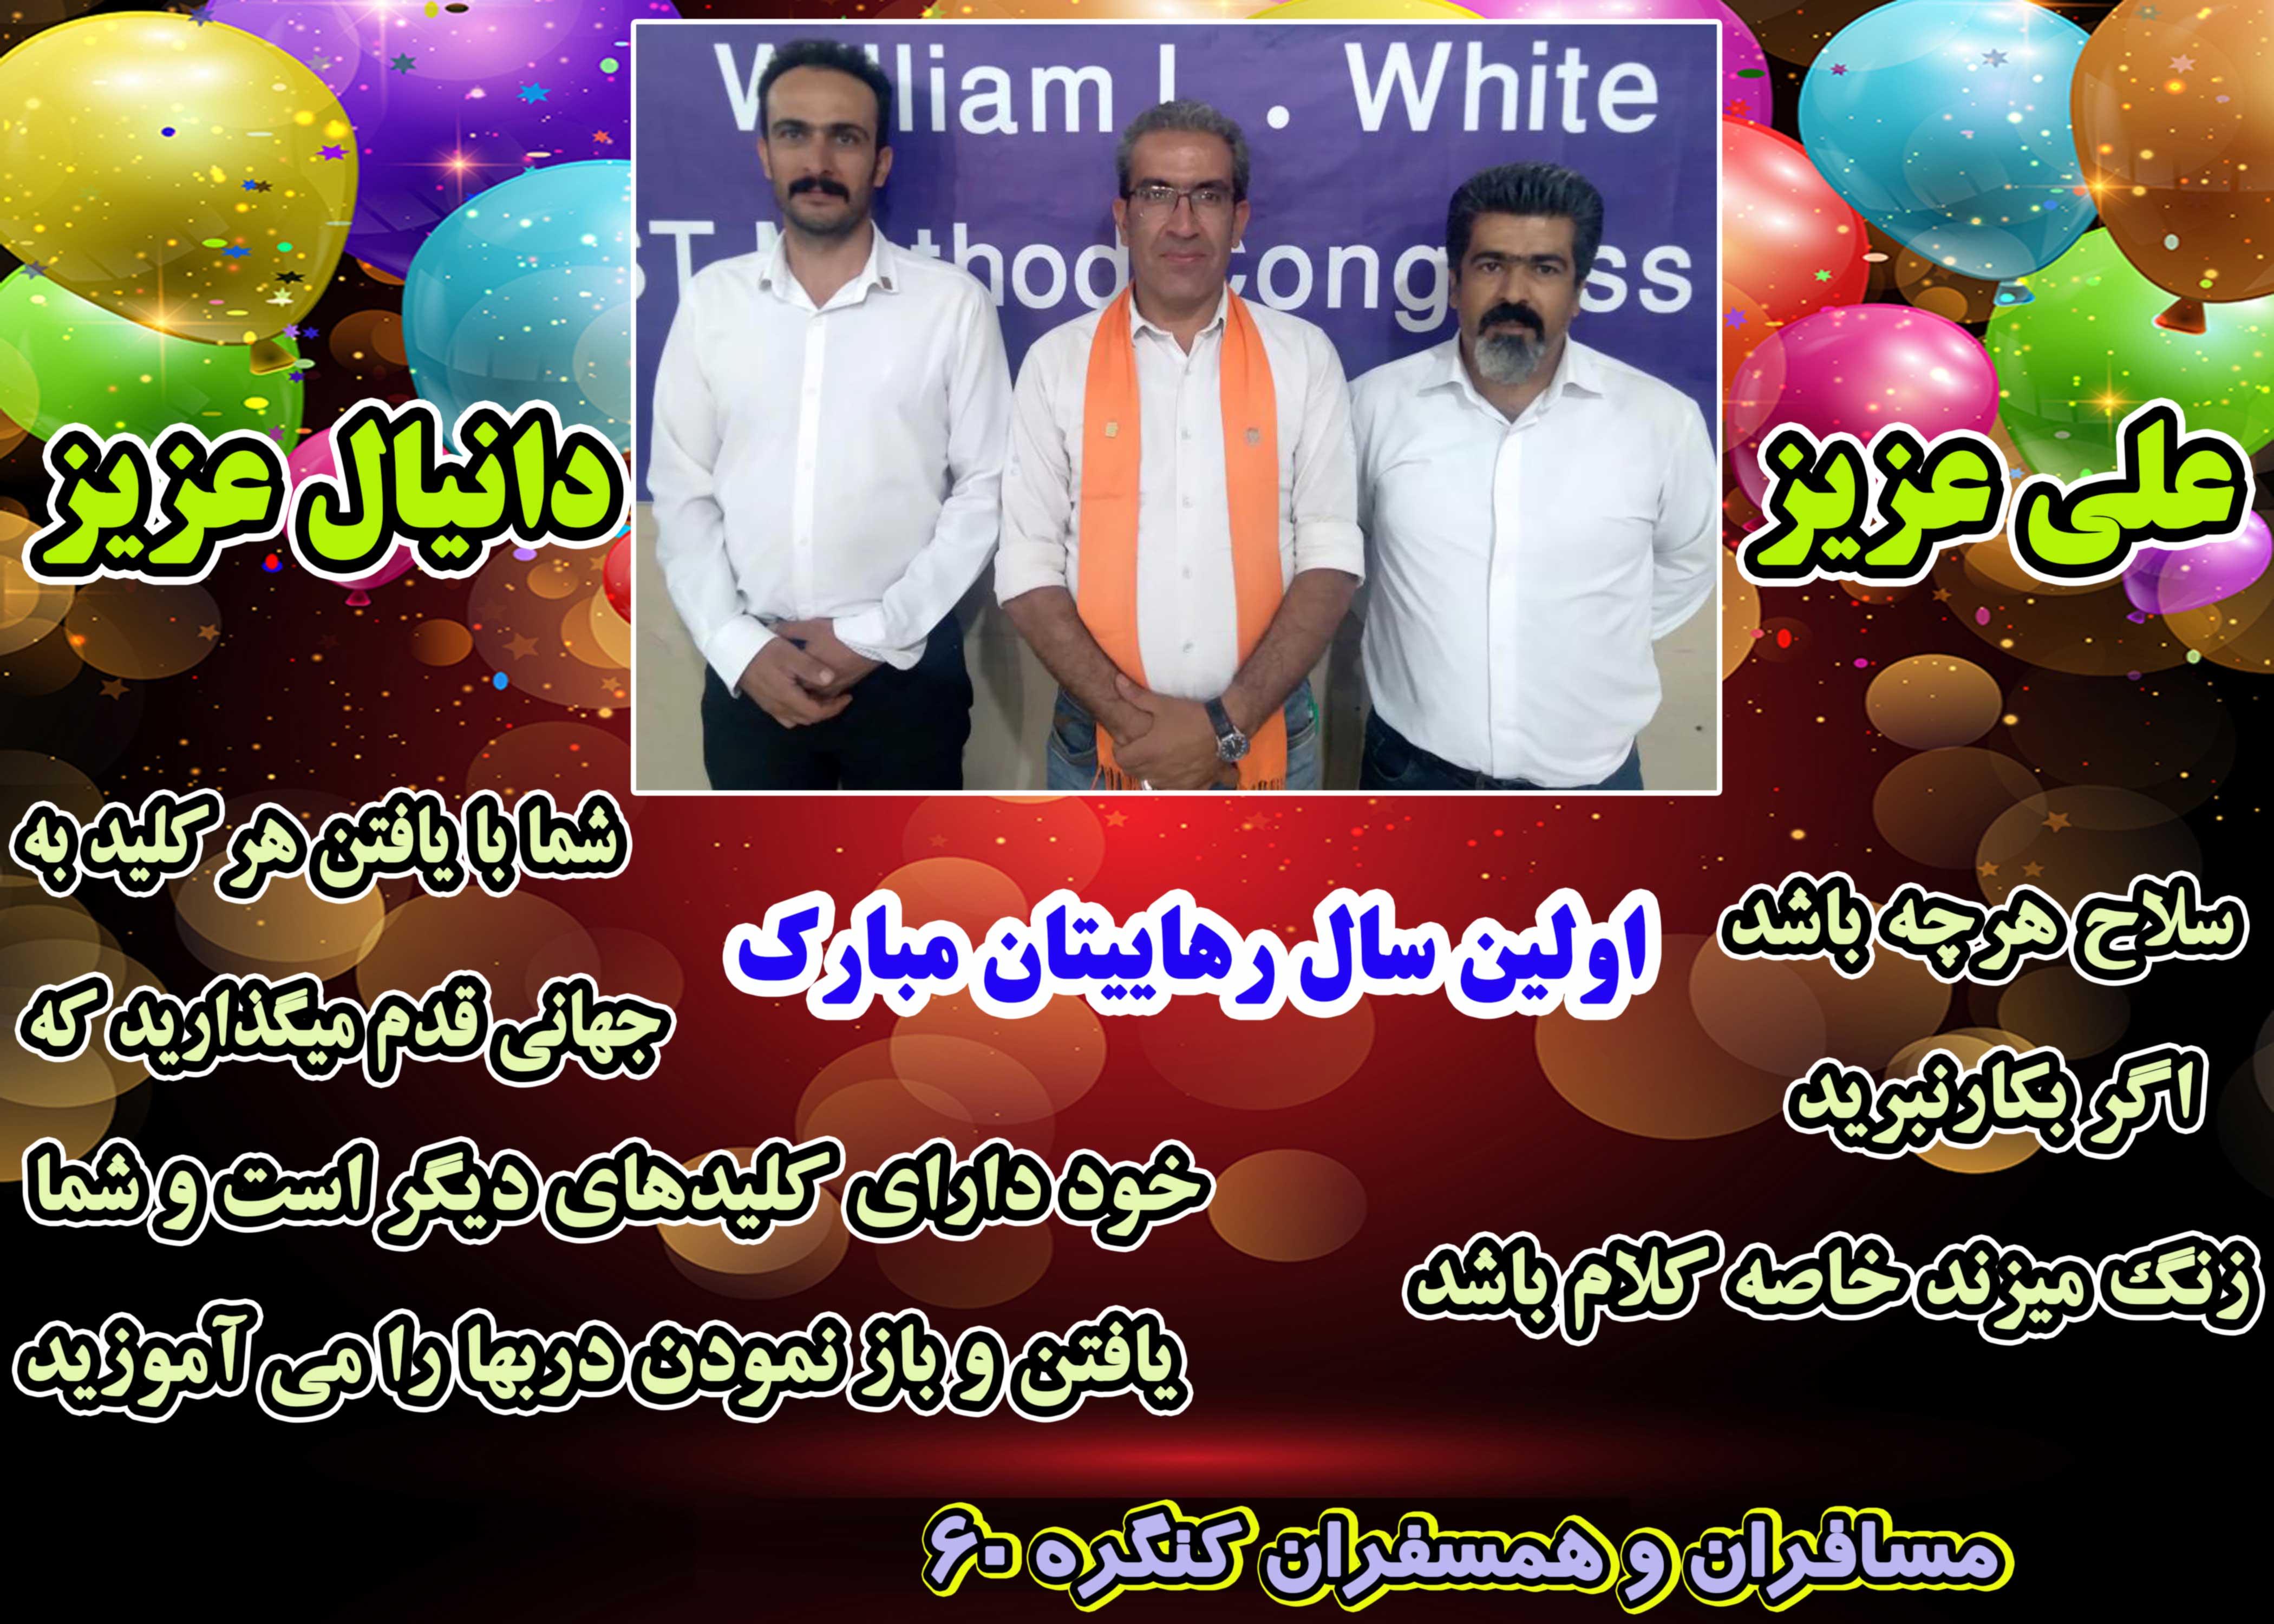 William L. White
ST Method Congress
علی عزیز
دانیال عزیز
اولین سال رهاییتان مبارک
سلاح هرچه باشد
اگر بکارنبرید
زنگ میزند خاصه کلام باشد
شما با یافتن هر کلید به
جهانی قدم میگذارید که
خود دارای کلیدهای دیگر است و شما
یافتن و باز نمودن دربها را می آموزید
مسافران و همسفران کنگره ۶۰